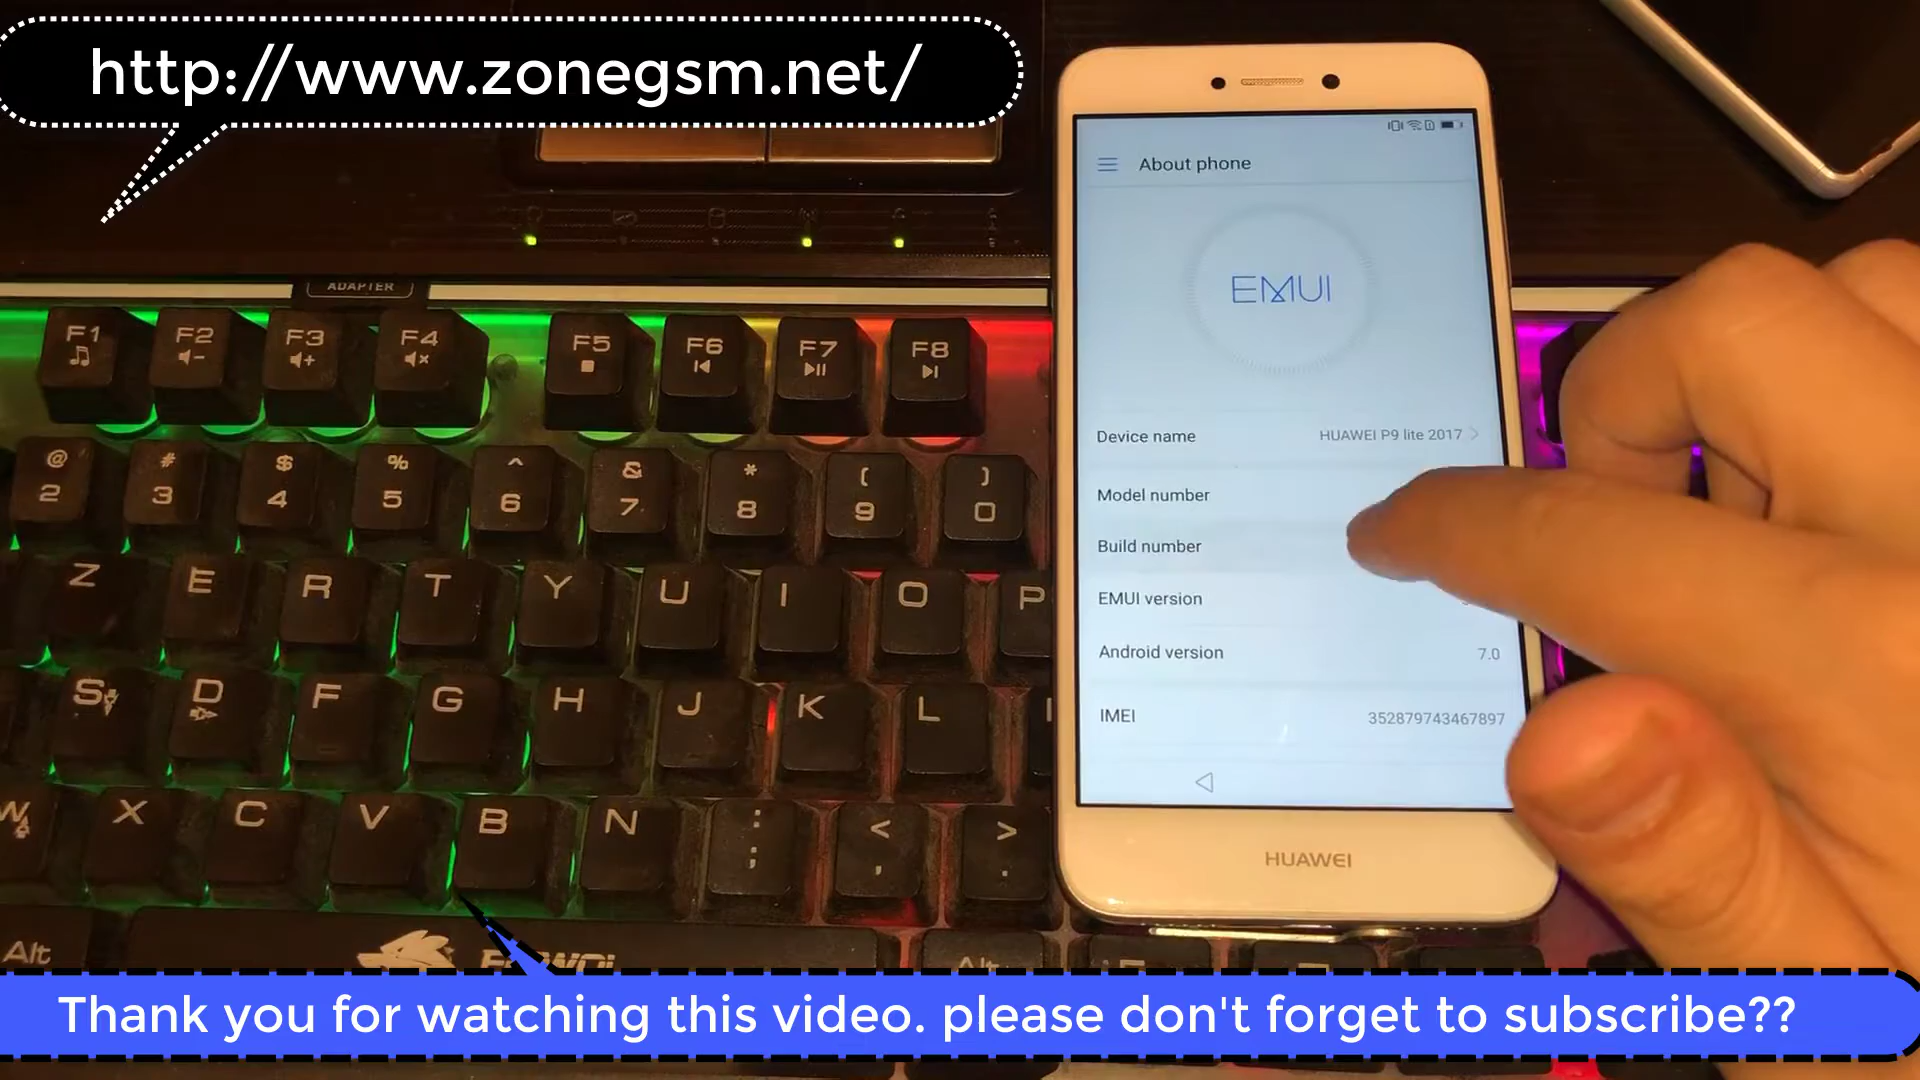 http://www.zonegsm.net/
ADAPTER
F1 F2 F3 F4 F5 F6 F7 F8
@ # $ % ^ & * ( )
2 3 4 5 6 7 8 9 0
Z E R T Y U I O P
S D F G H J K L
W X C V B N : ; < , > .
Alt
Alt
About phone
EMUI
Device name HUAWEI P9 lite 2017
Model number
Build number
EMUI version
Android version 7.0
IMEI 352879743467897
HUAWEI
Thank you for watching this video. please don't forget to subscribe??